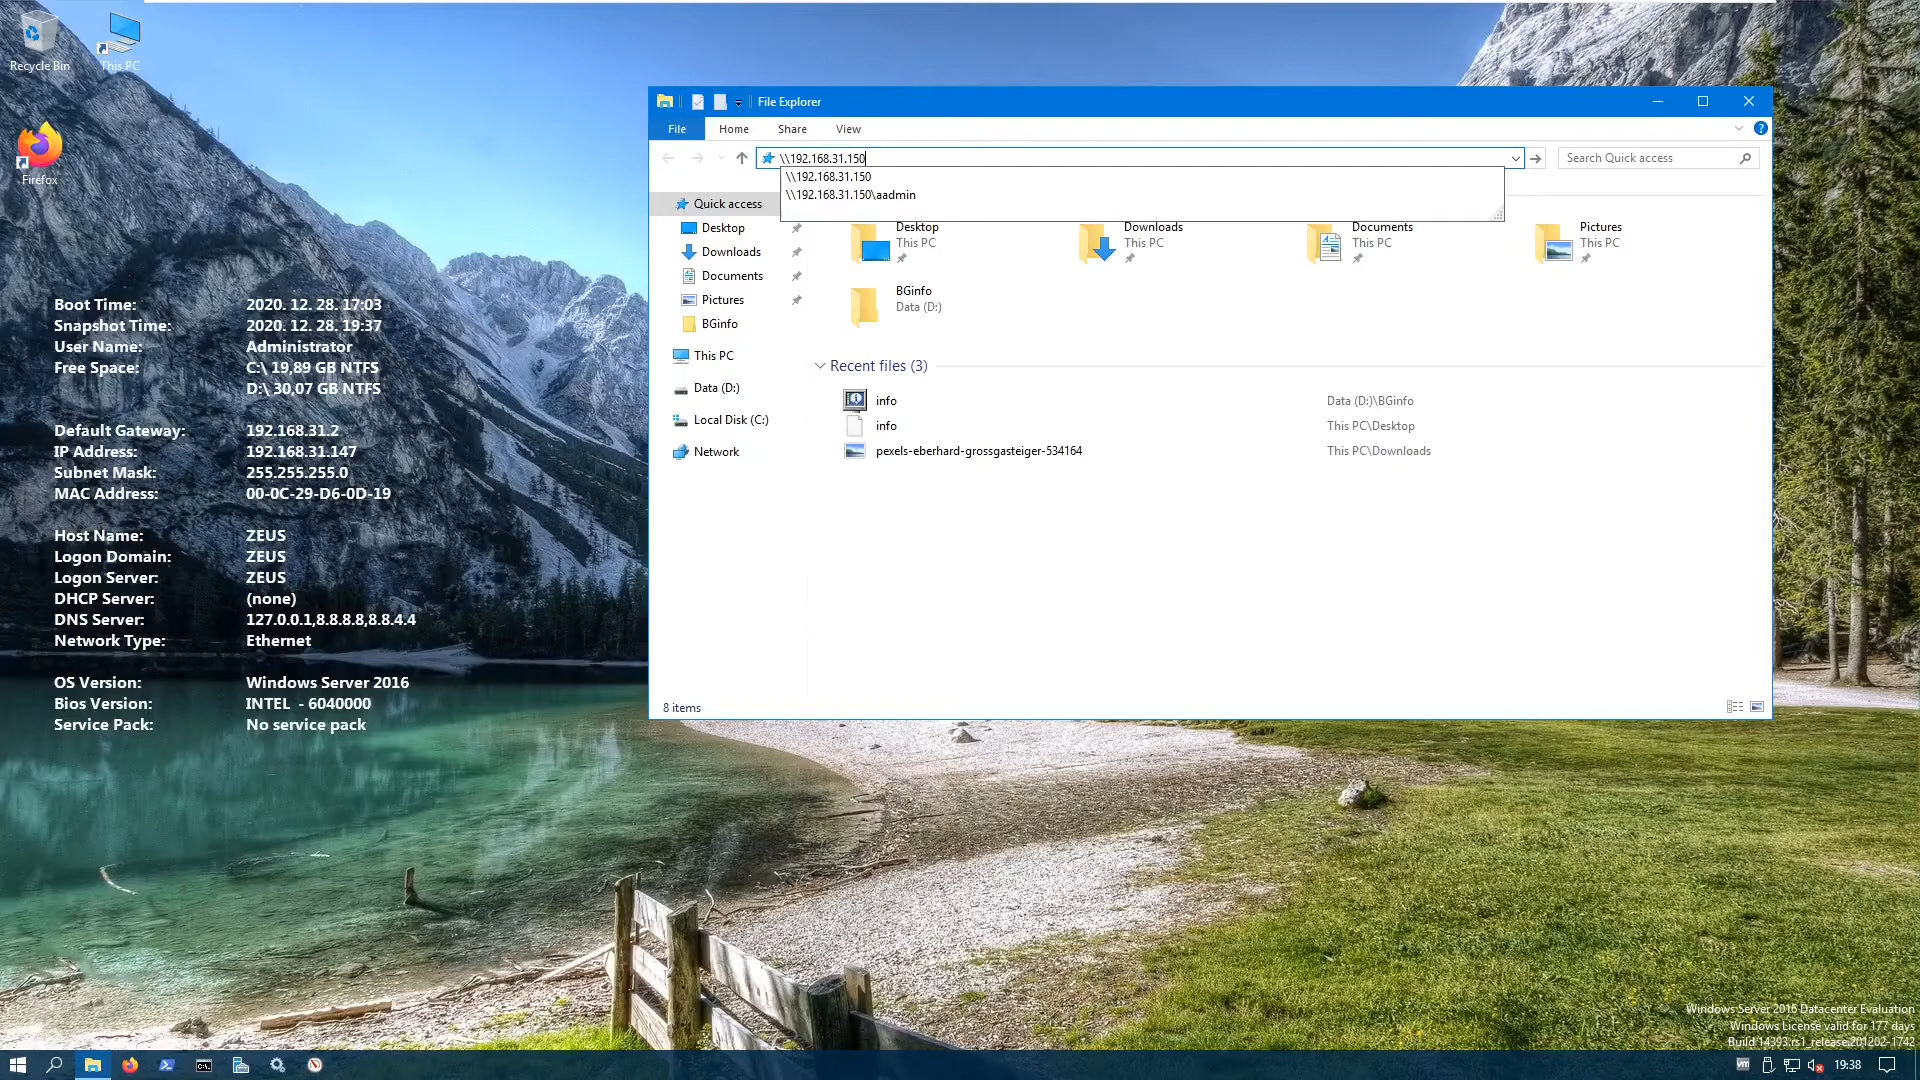 Recycle Bin
This PC
Firefox
Boot Time: 2020. 12. 28. 17:03
Snapshot Time: 2020. 12. 28. 19:37
User Name: Administrator
Free Space: C:\ 19,89 GB NTFS
D:\ 30,07 GB NTFS
Default Gateway: 192.168.31.2
IP Address: 192.168.31.147
Subnet Mask: 255.255.255.0
MAC Address: 00-0C-29-D6-0D-19
Host Name: ZEUS
Logon Domain: ZEUS
Logon Server: ZEUS
DHCP Server: (none)
DNS Server: 127.0.0.1,8.8.8.8,8.8.4.4
Network Type: Ethernet
OS Version: Windows Server 2016
Bios Version: INTEL - 6040000
Service Pack: No service pack
File Explorer
File Home Share View
\\192.168.31.150
Search Quick access
\\192.168.31.150
\\192.168.31.150\aadmin
Quick access
Desktop
Downloads
Documents
Pictures
BGinfo
This PC
Data (D:)
Local Disk (C:)
Network
Desktop
This PC
Downloads
This PC
Documents
This PC
Pictures
This PC
BGinfo
Data (D:)
Recent files (3)
info Data (D:)\BGinfo
info This PC\Desktop
pexels-eberhard-grossgasteiger-534164 This PC\Downloads
8 items
Windows Server 2016 Datacenter Evaluation
Windows License valid for 177 days
Build 14393.rs1_release.201202-1742
19:38